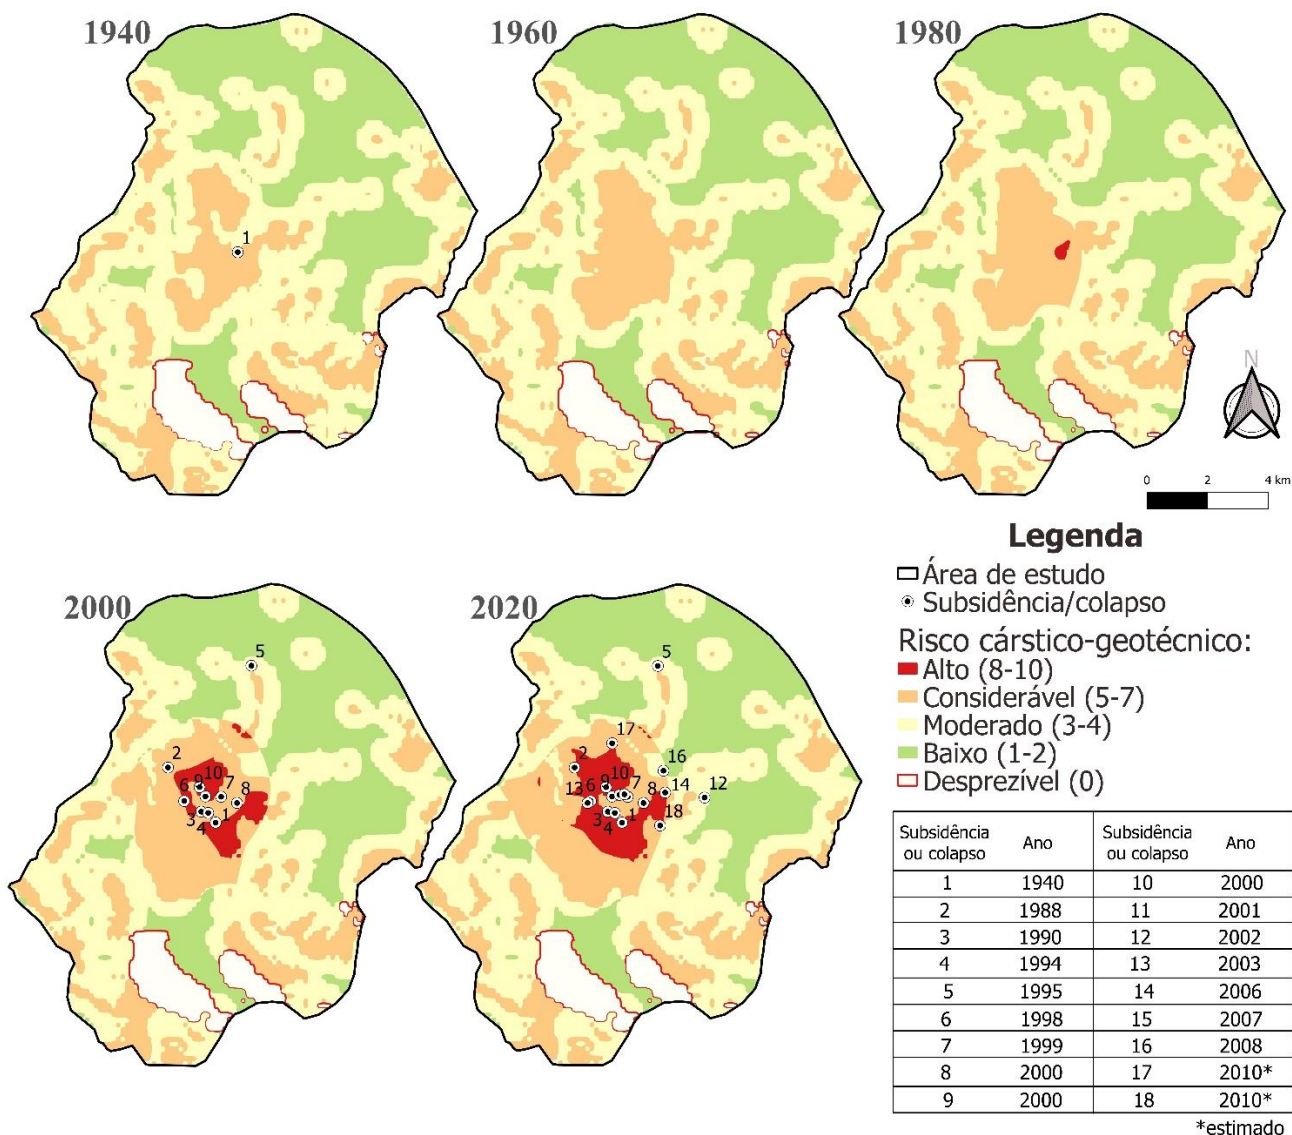 1940
1960
1980
1
N
0 2 4 km
2000
2020
5
2
9 10
6 7
8
3
4 1
5
17
2 16
9 10
13 6 7 14 12
8
3 18
4 1
Legenda
Área de estudo
Subsidência/colapso
Risco cárstico-geotécnico:
Alto (8-10)
Considerável (5-7)
Moderado (3-4)
Baixo (1-2)
Desprezível (0)
Subsidência ou colapso Ano Subsidência ou colapso Ano
1 1940 10 2000
2 1988 11 2001
3 1990 12 2002
4 1994 13 2003
5 1995 14 2006
6 1998 15 2007
7 1999 16 2008
8 2000 17 2010*
9 2000 18 2010*
*estimado